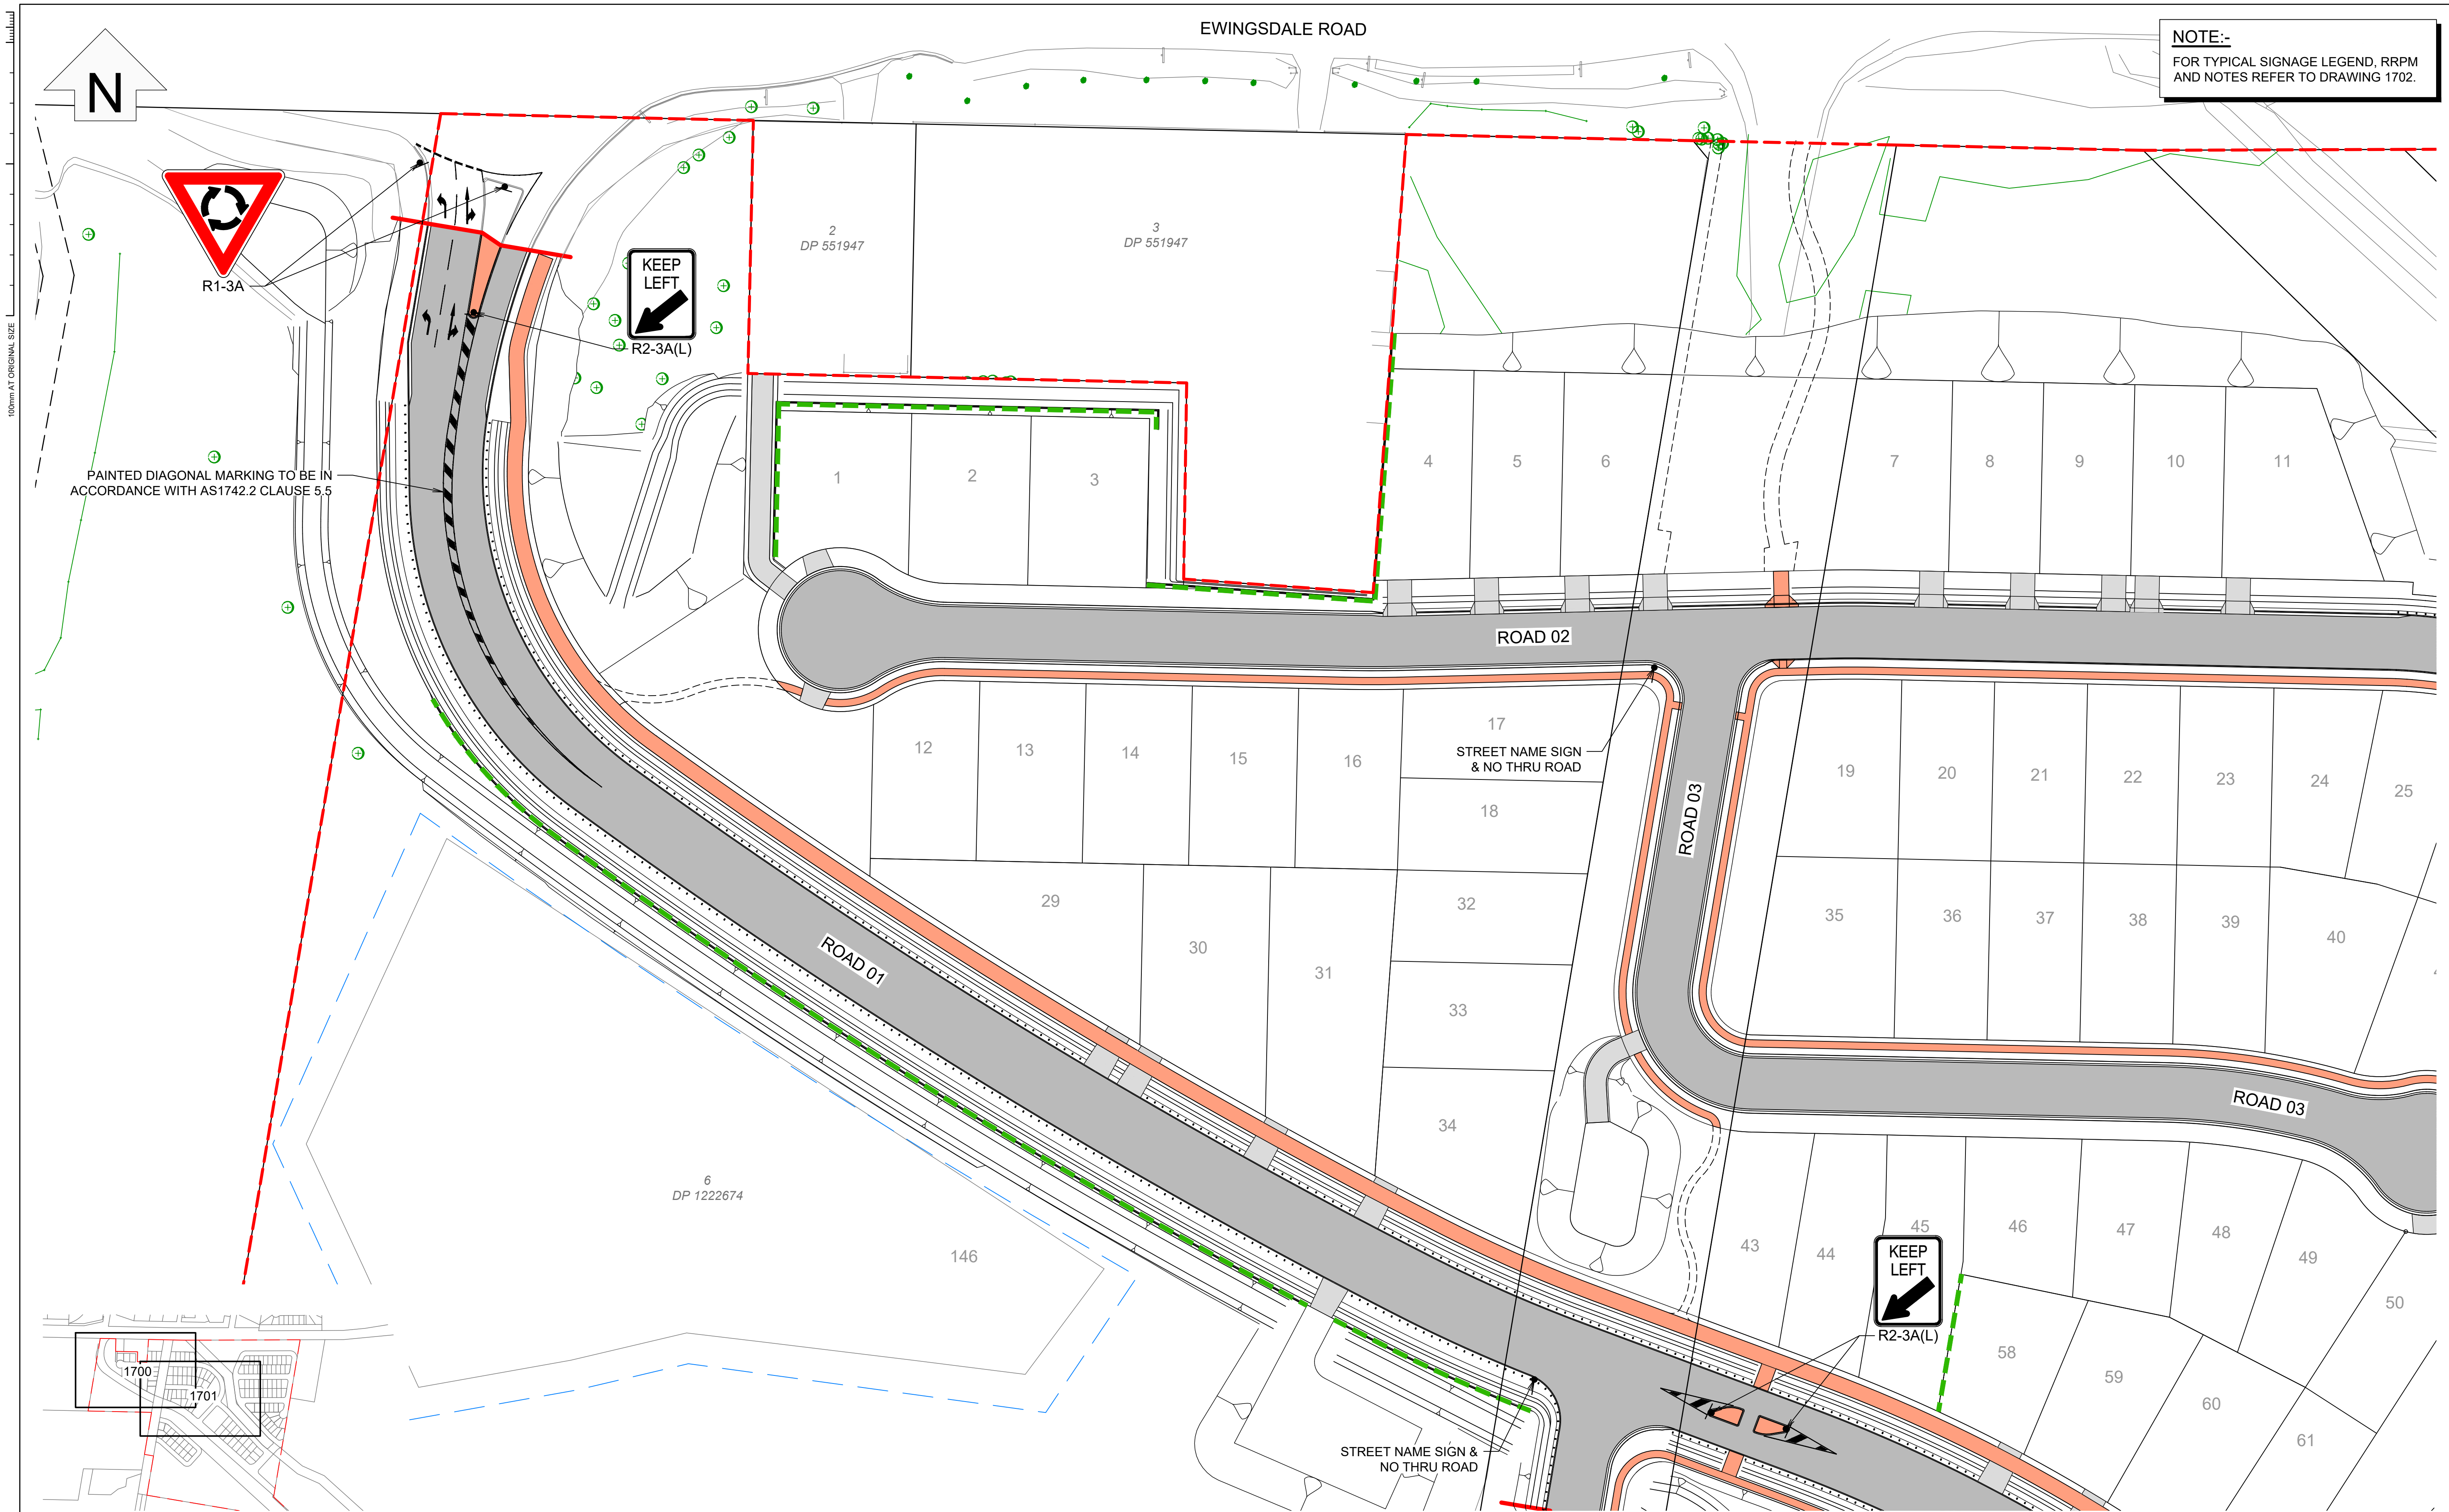 EWINGSDALE ROAD
NOTE:-
FOR TYPICAL SIGNAGE LEGEND, RRPM
AND NOTES REFER TO DRAWING 1702.
N
100mm AT ORIGINAL SIZE
R1-3A
KEEP
LEFT
R2-3A(L)
2
DP 551947
3
DP 551947
PAINTED DIAGONAL MARKING TO BE IN
ACCORDANCE WITH AS1742.2 CLAUSE 5.5
1
2
3
4
5
6
7
8
9
10
11
ROAD 02
12
13
14
15
16
17
STREET NAME SIGN
& NO THRU ROAD
18
ROAD 03
19
20
21
22
23
24
25
29
30
31
32
33
34
35
36
37
38
39
40
ROAD 01
ROAD 03
6
DP 1222674
146
43
44
45
46
47
48
49
50
KEEP
LEFT
R2-3A(L)
58
59
60
61
STREET NAME SIGN &
NO THRU ROAD
1700
1701